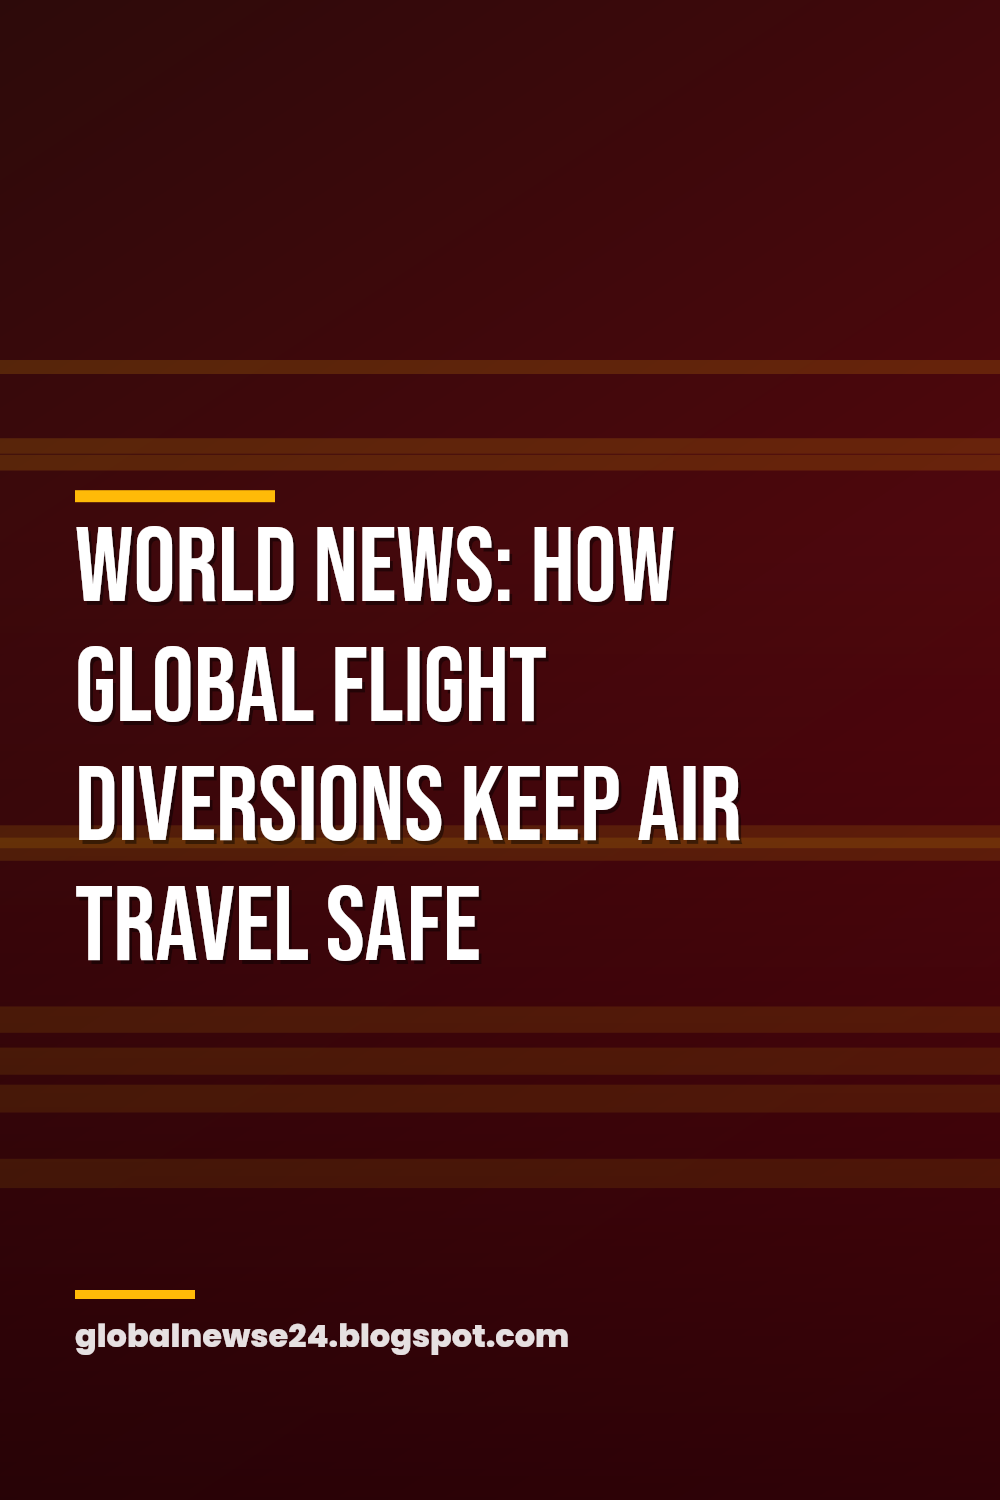 WORLD NEWS: HOW
GLOBAL FLIGHT
DIVERSIONS KEEP AIR
TRAVEL SAFE
globalnewse24.blogspot.com